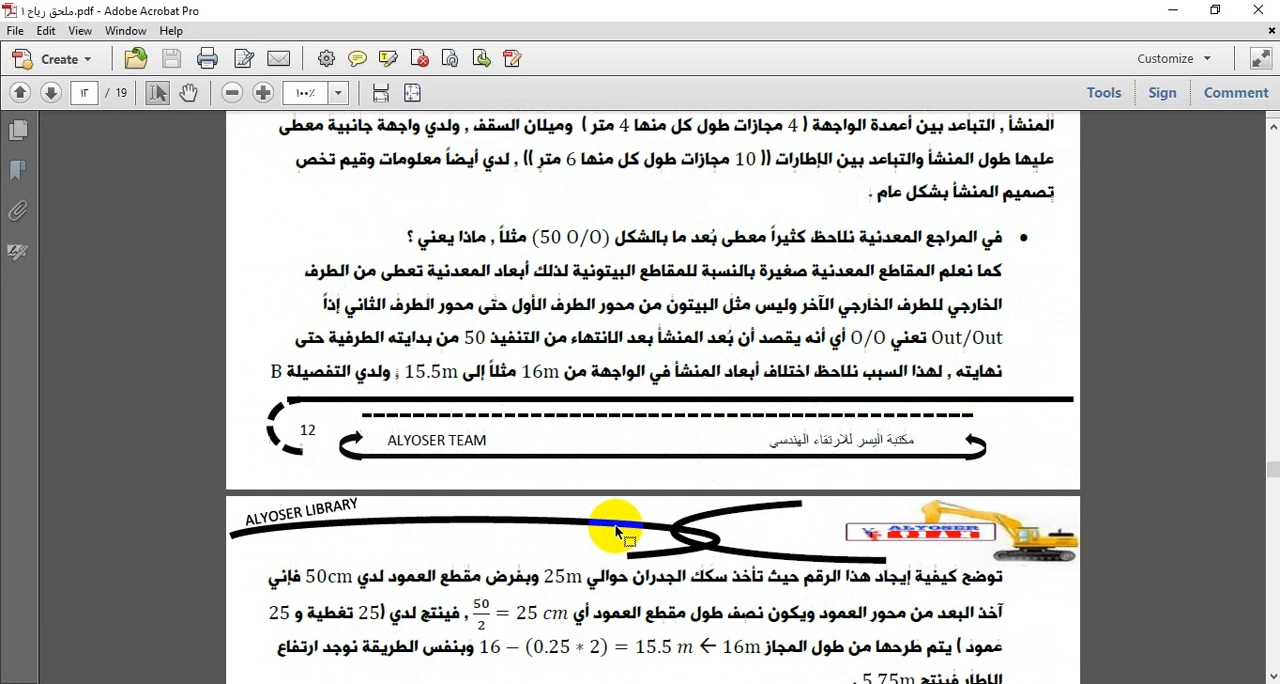 ملحق رياح ١.pdf - Adobe Acrobat Pro
File Edit View Window Help
Create
Customize
١٣ / 19
١٠٠٪
Tools Sign Comment
المنشأ , التباعد بين أعمدة الواجهة ( 4 مجازات طول كل منها 4 متر ) وميلان السقف , ولدي واجهة جانبية معطى
عليها طول المنشأ والتباعد بين الإطارات (( 10 مجازات طول كل منها 6 متر )) , لدي أيضاً معلومات وقيم تخص
تصميم المنشأ بشكل عام .
• في المراجع المعدنية نلاحظ كثيراً معطى بُعد ما بالشكل (50 O/O) مثلاً , ماذا يعني ؟
كما نعلم المقاطع المعدنية صغيرة بالنسبة للمقاطع البيتونية لذلك أبعاد المعدنية تعطى من الطرف
الخارجي للطرف الخارجي الآخر وليس مثل البيتون من محور الطرف الأول حتى محور الطرف الثاني إذاً
Out/Out تعني O/O أي أنه يقصد أن بُعد المنشأ بعد الانتهاء من التنفيذ 50 من بدايته الطرفية حتى
نهايته , لهذا السبب نلاحظ اختلاف أبعاد المنشأ في الواجهة من 16m مثلاً إلى 15.5m , ولدي التفصيلة B
12
ALYOSER TEAM
مكتبة اليسر للارتقاء الهندسي
ALYOSER LIBRARY
ALYOSER
TEAM
توضح كيفية إيجاد هذا الرقم حيث تأخذ سكك الجدران حوالي 25m وبفرض مقطع العمود لدي 50cm فإني
آخذ البعد من محور العمود ويكون نصف طول مقطع العمود أي 50/2 = 25 cm , فينتج لدي (25 تغطية و 25
عمود ) يتم طرحها من طول المجاز 16m ← 16 − (0.25 * 2) = 15.5 m وبنفس الطريقة نوجد ارتفاع
الإطار فينتج 5.75m .